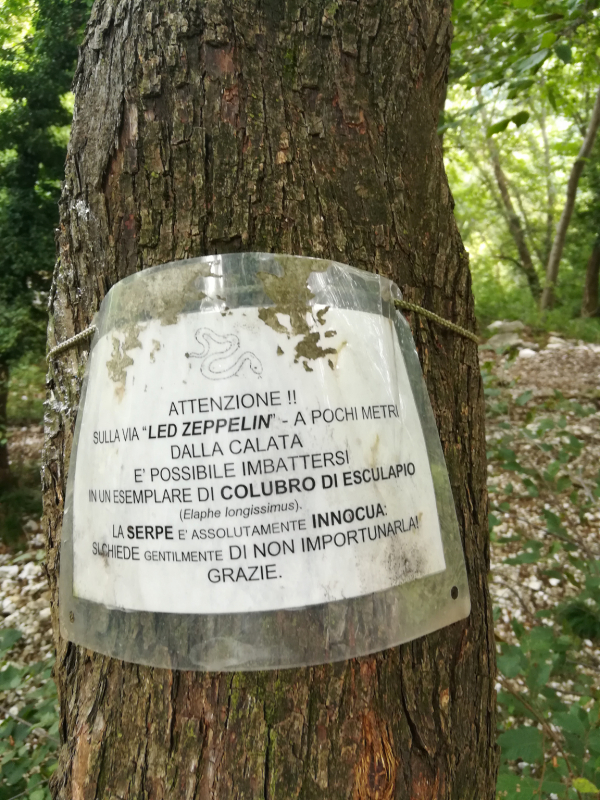 ATTENZIONE !!
SULLA VIA "LED ZEPPELIN" - A POCHI METRI
DALLA CALATA
E' POSSIBILE IMBATTERSI
IN UN ESEMPLARE DI COLUBRO DI ESCULAPIO
(Elaphe longissimus).
LA SERPE E' ASSOLUTAMENTE INNOCUA:
SI CHIEDE GENTILMENTE DI NON IMPORTUNARLA!
GRAZIE.